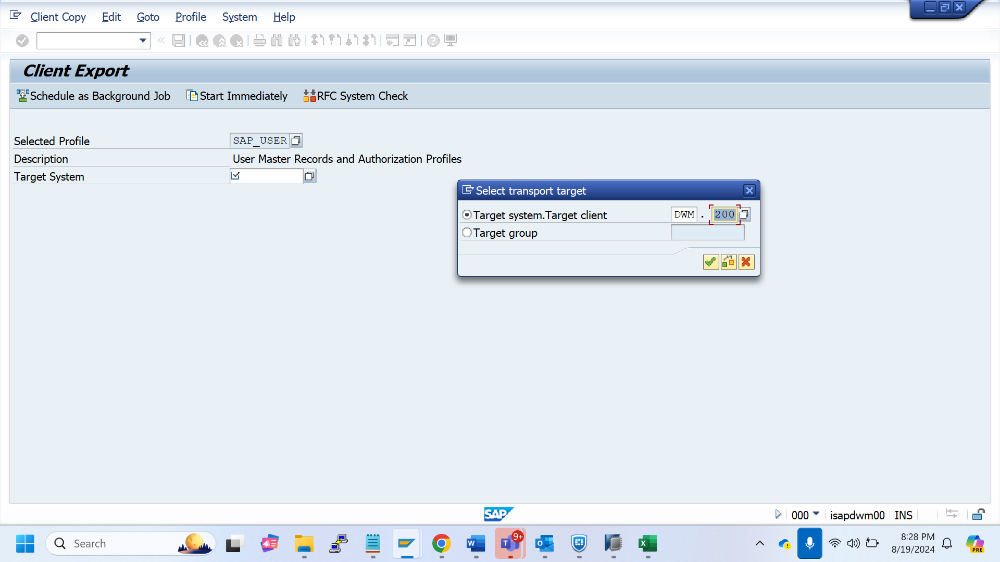 Client Copy Edit Goto Profile System Help
Client Export
Schedule as Background Job Start Immediately RFC System Check
Selected Profile SAP_USER
Description User Master Records and Authorization Profiles
Target System
Select transport target
Target system.Target client DWM . 200
Target group
SAP
000 isapdwm00 INS
Search
9+
8:28 PM
8/19/2024
PRE